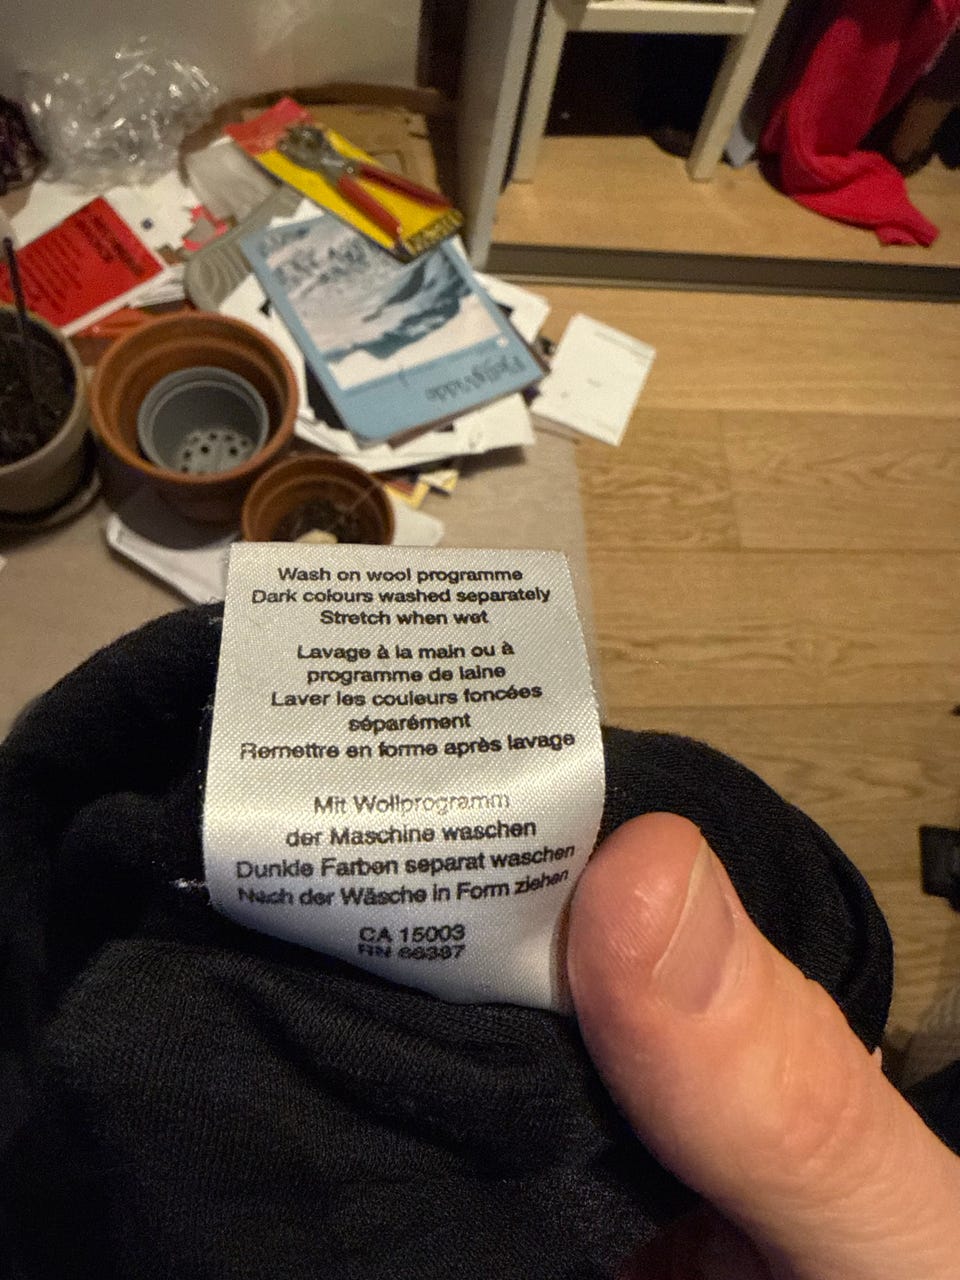 Wash on wool programme
Dark colours washed separately
Stretch when wet
Lavage à la main ou à
programme de laine
Laver les couleurs foncées
séparément
Remettre en forme après lavage
Mit Wollprogramm
der Maschine waschen
Dunkle Farben separat waschen
Nach der Wäsche in Form ziehen
CA 15003
RN 66387